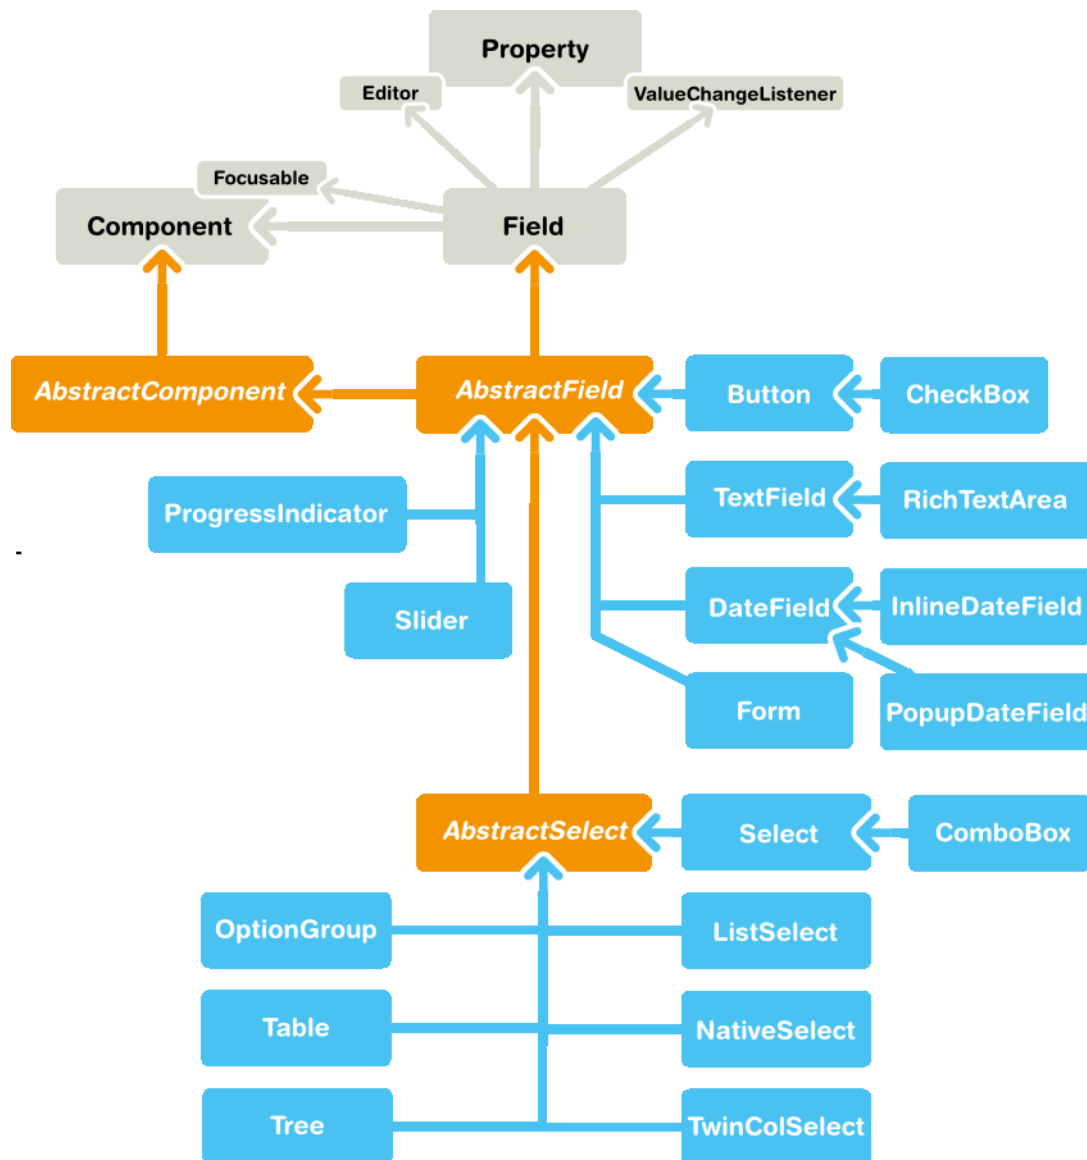 Property
Editor
ValueChangeListener
Focusable
Component
Field
AbstractComponent
AbstractField
Button
CheckBox
ProgressIndicator
TextField
RichTextArea
-
Slider
DateField
InlineDateField
Form
PopupDateField
AbstractSelect
Select
ComboBox
OptionGroup
ListSelect
Table
NativeSelect
Tree
TwinColSelect